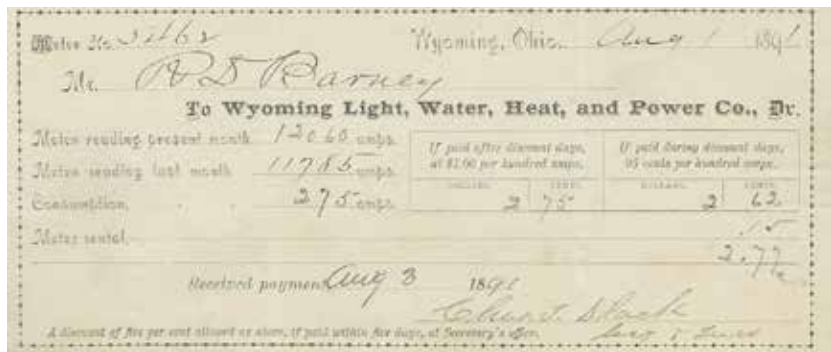 Meter No. Wyoming, Ohio, Aug 1 1891
Mr. R D Barney
To Wyoming Light, Water, Heat, and Power Co., Dr.
Meter reading present month 12060 amps.
Meter reading last month 11785 amps.
Consumption, 275 amps.
If paid after discount days, at $1.00 per hundred amps.
DOLLARS. CENTS.
2 75
If paid during discount days, 95 cents per hundred amps.
DOLLARS. CENTS.
2 62
Meter rental, 15
2.77
Received payment Aug 3 1891
Secy & Treas
A discount of five per cent allowed as above, if paid within five days, at Secretary's office.